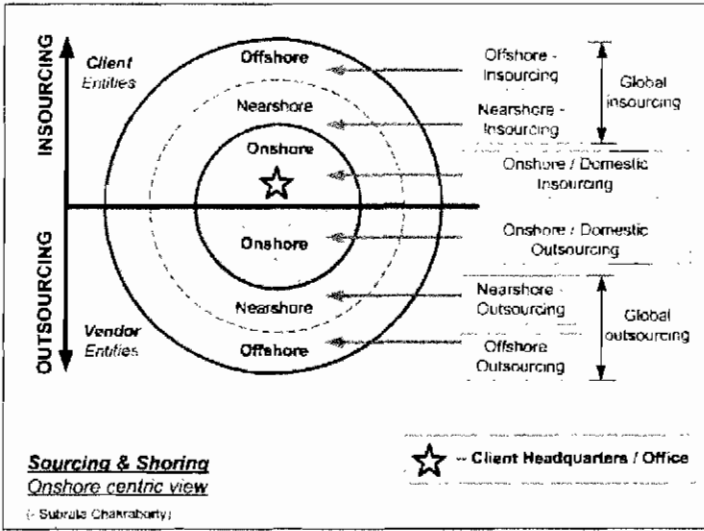 INSOURCING
Client
Entities
Offshore
Nearshore
Onshore
Offshore -
Insourcing
Nearshore -
Insourcing
Global
insourcing
Onshore / Domestic
Insourcing
OUTSOURCING
Vendor
Entities
Onshore
Nearshore
Offshore
Onshore / Domestic
Outsourcing
Nearshore -
Outsourcing
Offshore
Outsourcing
Global
outsourcing
Sourcing & Shoring
Onshore centric view
(- Subrata Chakraborty)
-- Client Headquarters / Office